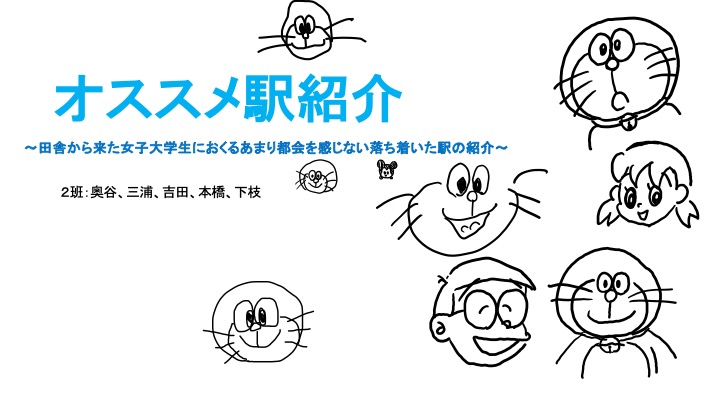 オススメ駅紹介
～田舎から来た女子大学生におくるあまり都会を感じない落ち着いた駅の紹介～
２班：奥谷、三浦、吉田、本橋、下枝